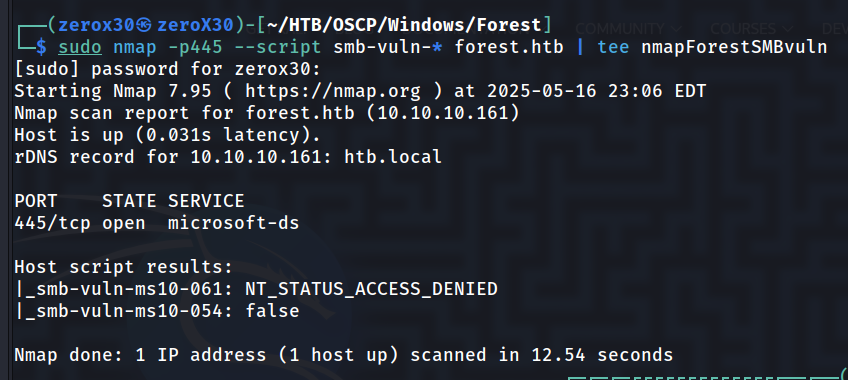 ┌──(zerox30㉿zeroX30)-[~/HTB/OSCP/Windows/Forest]
└─$ sudo nmap -p445 --script smb-vuln-* forest.htb | tee nmapForestSMBvuln
[sudo] password for zerox30:
Starting Nmap 7.95 ( https://nmap.org ) at 2025-05-16 23:06 EDT
Nmap scan report for forest.htb (10.10.10.161)
Host is up (0.031s latency).
rDNS record for 10.10.10.161: htb.local

PORT    STATE SERVICE
445/tcp open  microsoft-ds

Host script results:
|_smb-vuln-ms10-061: NT_STATUS_ACCESS_DENIED
|_smb-vuln-ms10-054: false

Nmap done: 1 IP address (1 host up) scanned in 12.54 seconds
COMMUNITY
COURSES